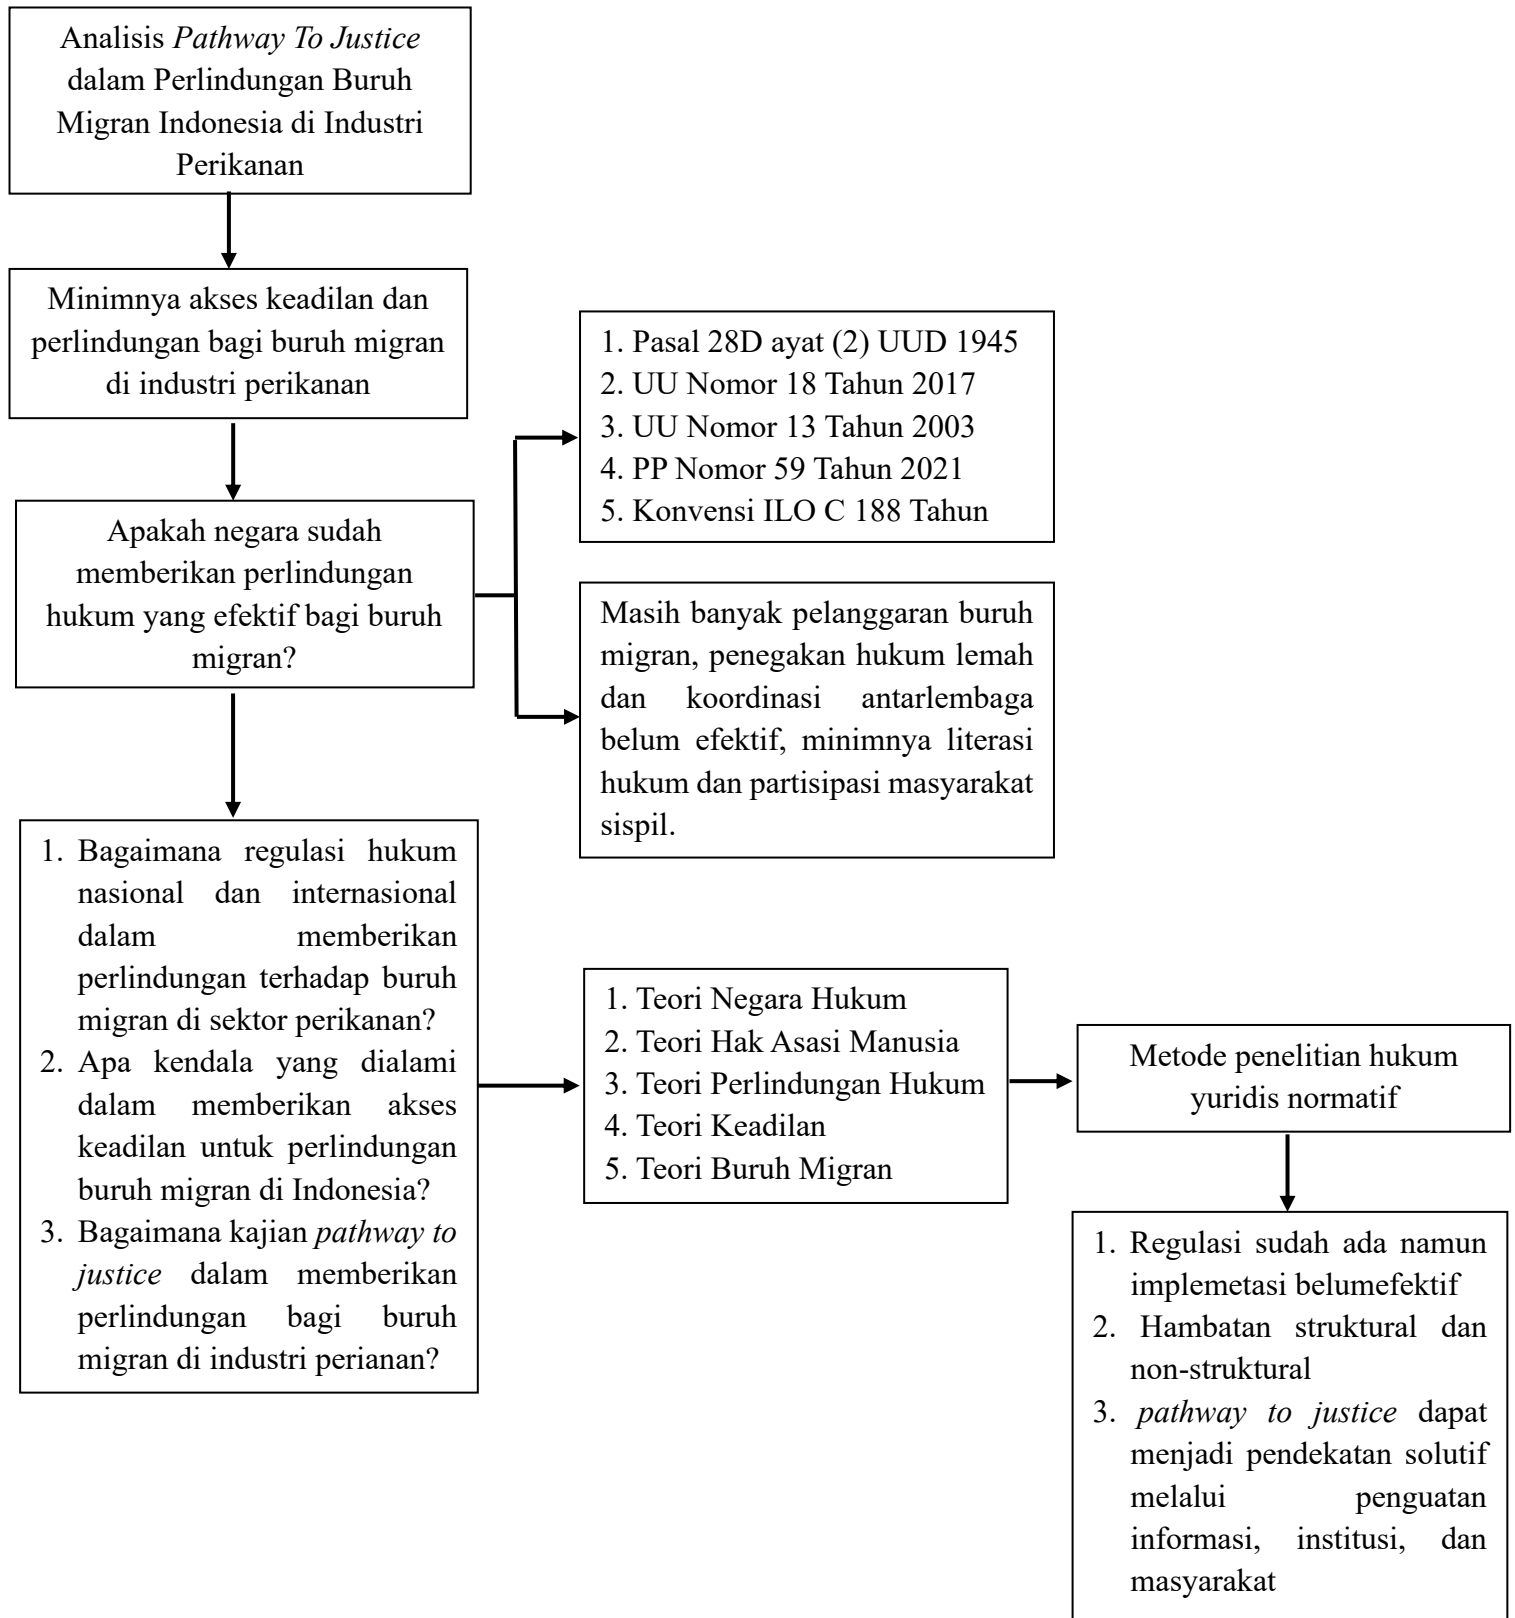 Analisis Pathway To Justice
dalam Perlindungan Buruh
Migran Indonesia di Industri
Perikanan
Minimnya akses keadilan dan
perlindungan bagi buruh migran
di industri perikanan
Apakah negara sudah
memberikan perlindungan
hukum yang efektif bagi buruh
migran?
1. Pasal 28D ayat (2) UUD 1945
2. UU Nomor 18 Tahun 2017
3. UU Nomor 13 Tahun 2003
4. PP Nomor 59 Tahun 2021
5. Konvensi ILO C 188 Tahun
Masih banyak pelanggaran buruh
migran, penegakan hukum lemah
dan koordinasi antarlembaga
belum efektif, minimnya literasi
hukum dan partisipasi masyarakat
sispil.
1. Bagaimana regulasi hukum
nasional dan internasional
dalam memberikan
perlindungan terhadap buruh
migran di sektor perikanan?
2. Apa kendala yang dialami
dalam memberikan akses
keadilan untuk perlindungan
buruh migran di Indonesia?
3. Bagaimana kajian pathway to
justice dalam memberikan
perlindungan bagi buruh
migran di industri perianan?
1. Teori Negara Hukum
2. Teori Hak Asasi Manusia
3. Teori Perlindungan Hukum
4. Teori Keadilan
5. Teori Buruh Migran
Metode penelitian hukum
yuridis normatif
1. Regulasi sudah ada namun
implemetasi belumefektif
2. Hambatan struktural dan
non-struktural
3. pathway to justice dapat
menjadi pendekatan solutif
melalui penguatan
informasi, institusi, dan
masyarakat